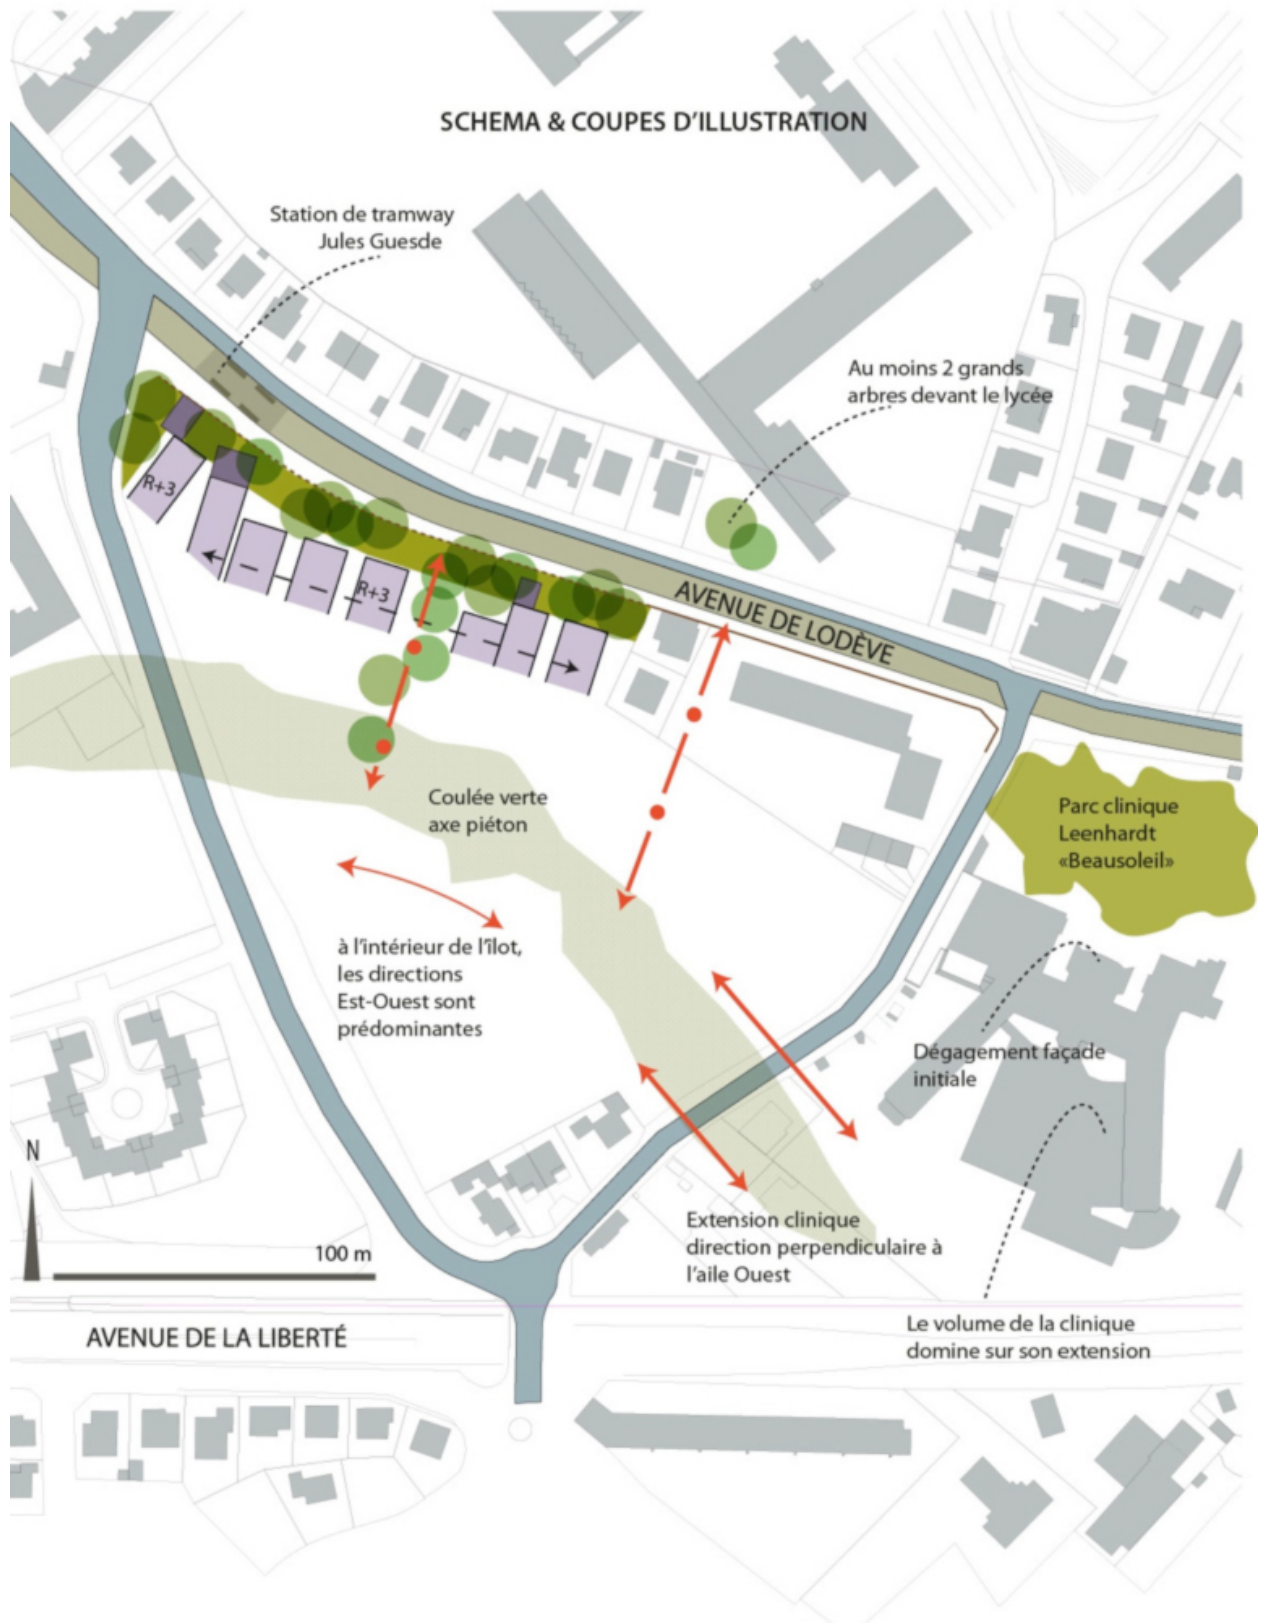 SCHEMA & COUPES D'ILLUSTRATION
Station de tramway
Jules Guesde
Au moins 2 grands
arbres devant le lycée
R+3
R+3
AVENUE DE LODÈVE
Coulée verte
axe piéton
Parc clinique
Leenhardt
«Beausoleil»
à l'intérieur de l'îlot,
les directions
Est-Ouest sont
prédominantes
Dégagement façade
initiale
N
100 m
Extension clinique
direction perpendiculaire à
l'aile Ouest
AVENUE DE LA LIBERTÉ
Le volume de la clinique
domine sur son extension